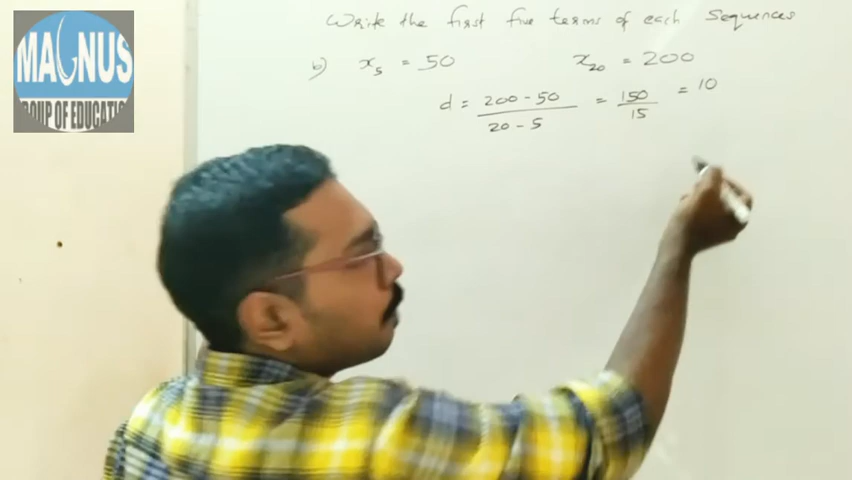 MAGNUS
GROUP OF EDUCATION
Write the first five terms of each Sequences
b) x₅ = 50 x₂₀ = 200
d = 200 - 50 / 20 - 5 = 150 / 15 = 10